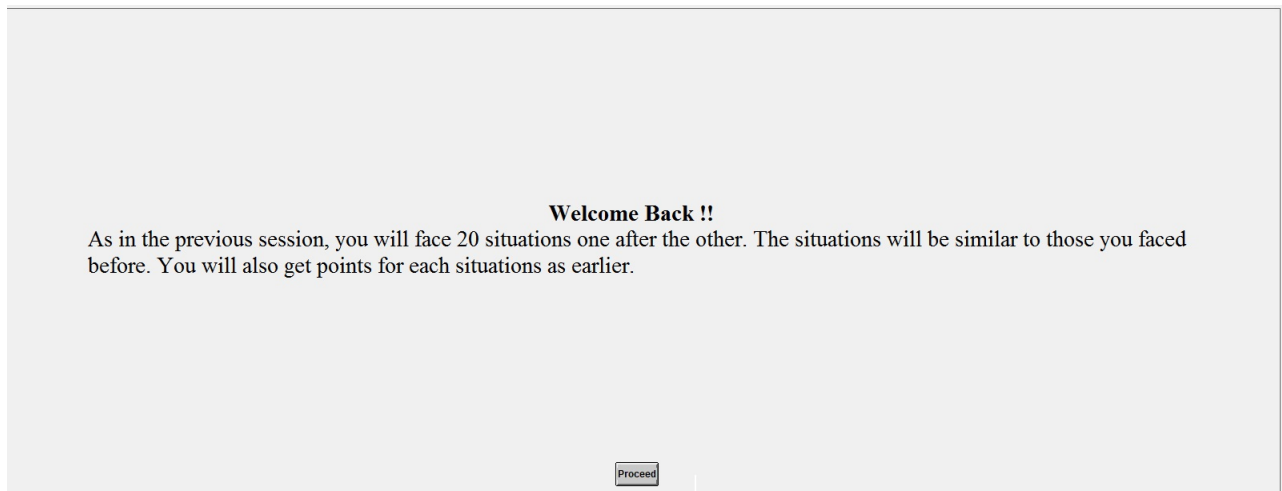 Welcome Back !!
As in the previous session, you will face 20 situations one after the other. The situations will be similar to those you faced
before. You will also get points for each situations as earlier.
Proceed